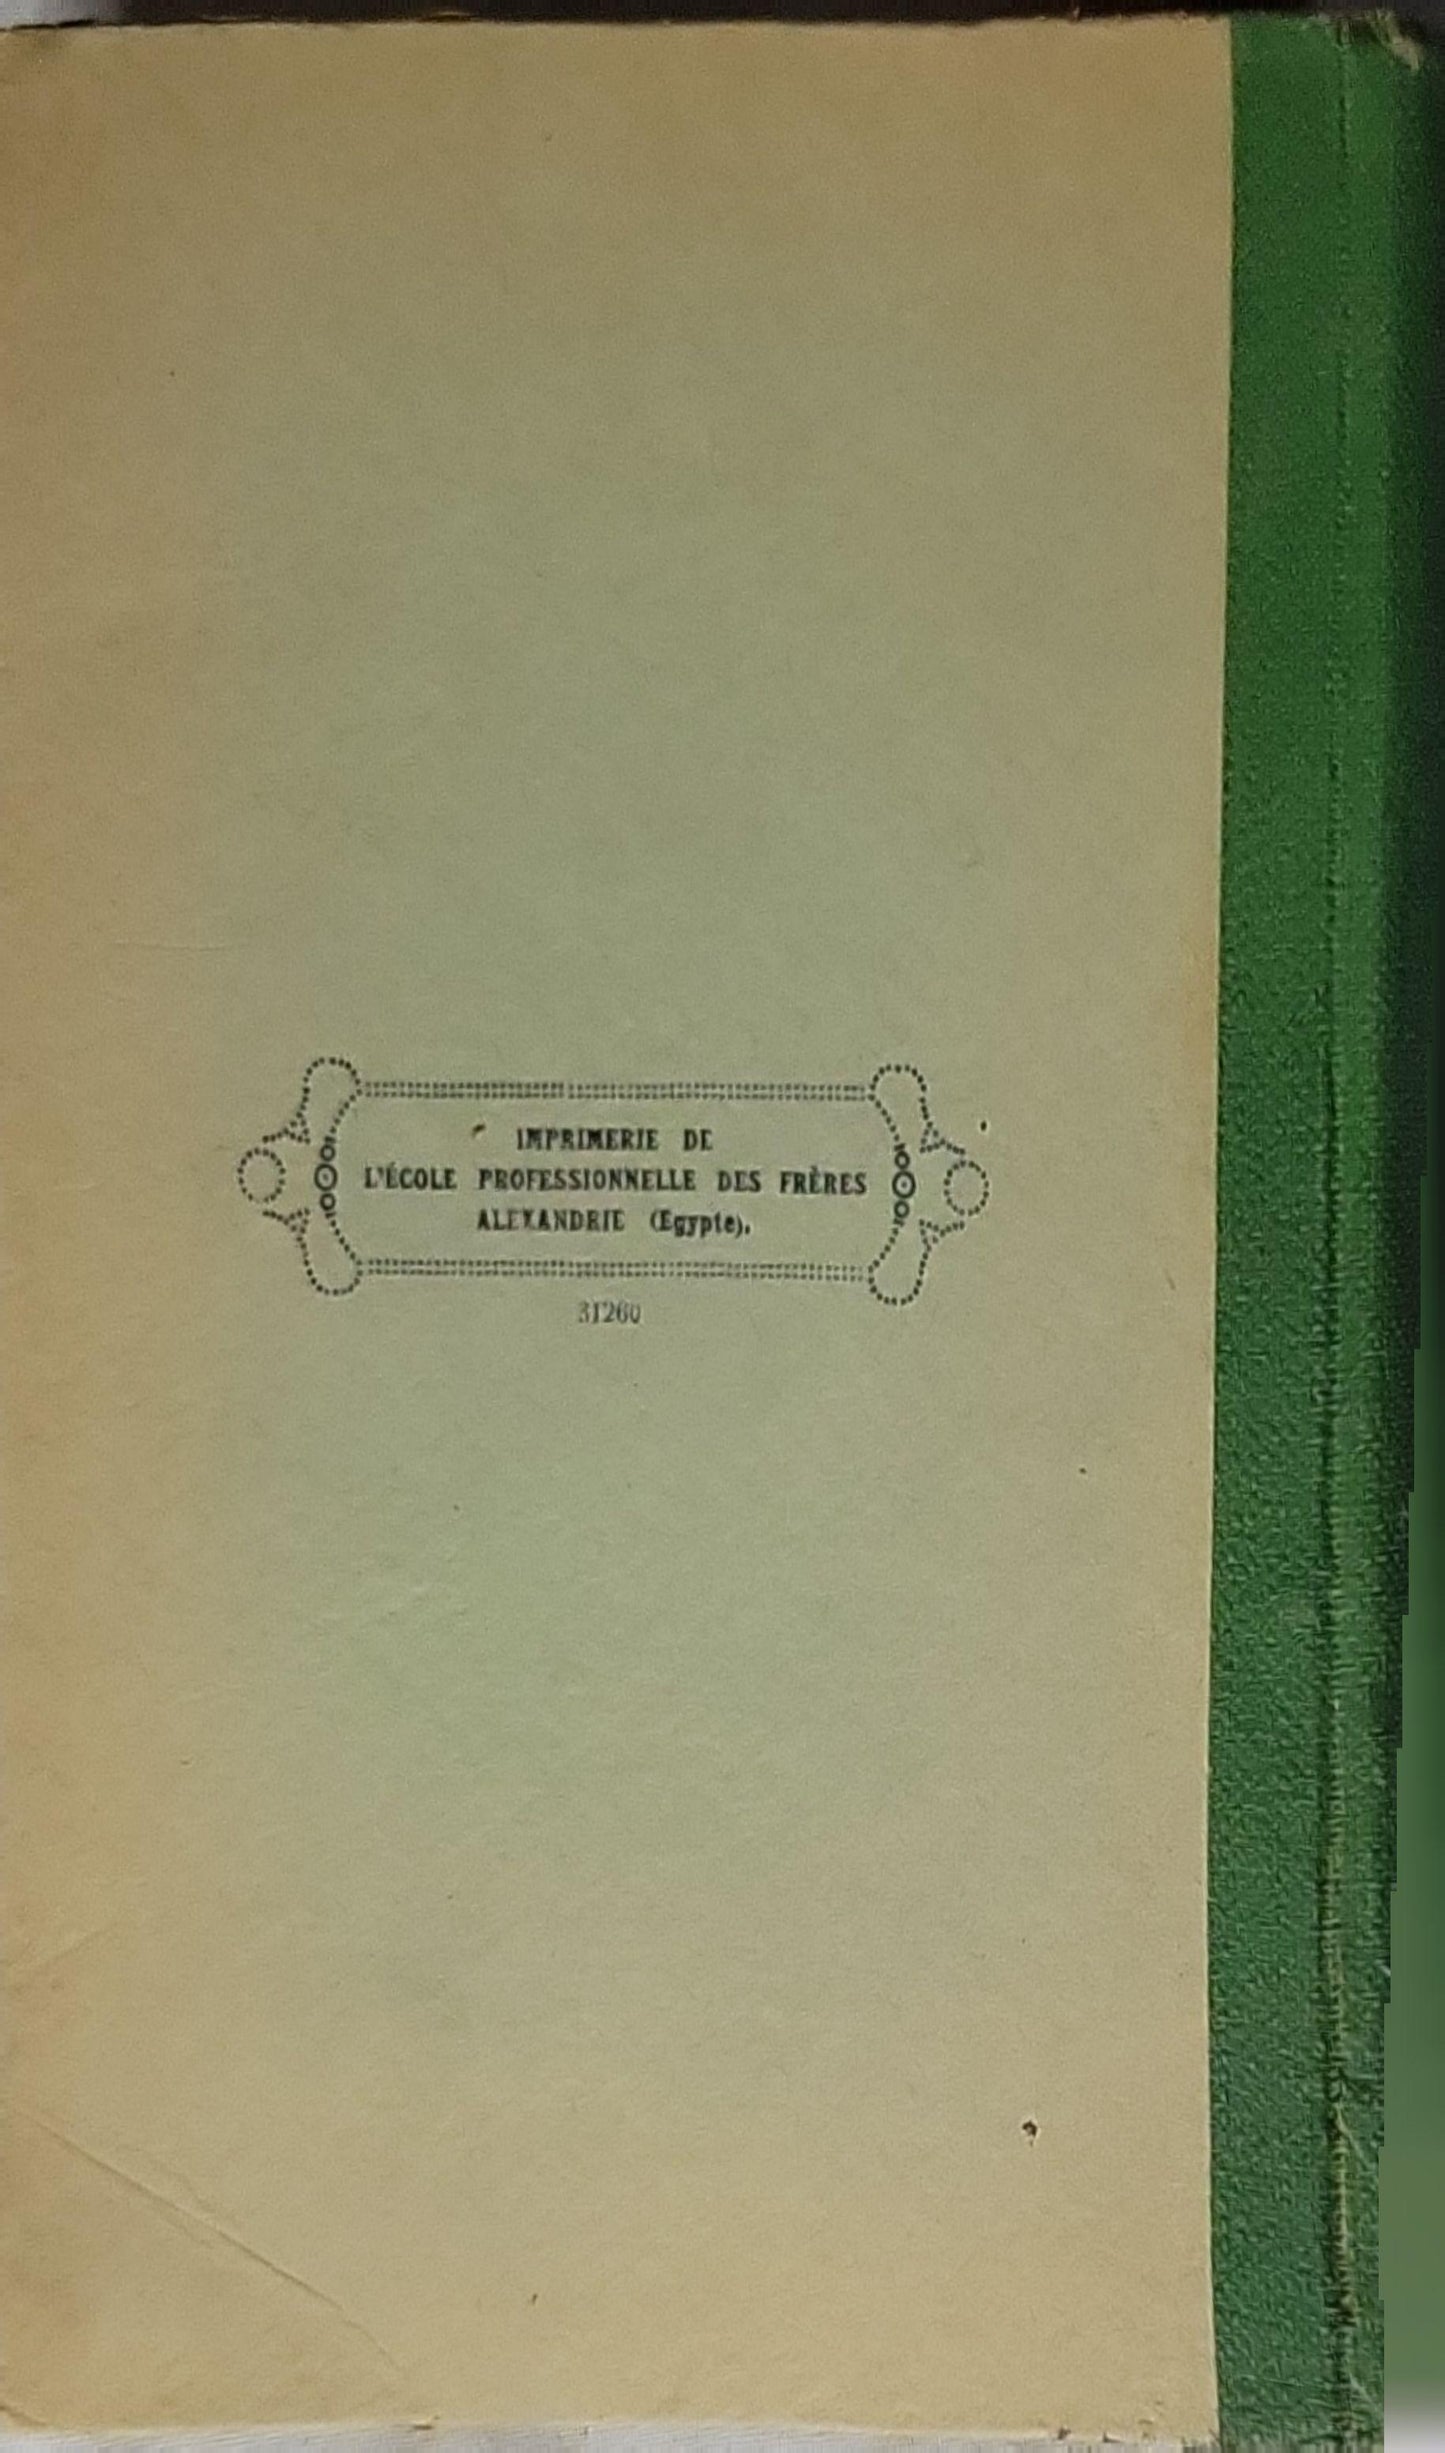 IMPRIMERIE DE
L'ÉCOLE PROFESSIONNELLE DES FRÈRES
ALEXANDRIE (Egypte).
31260